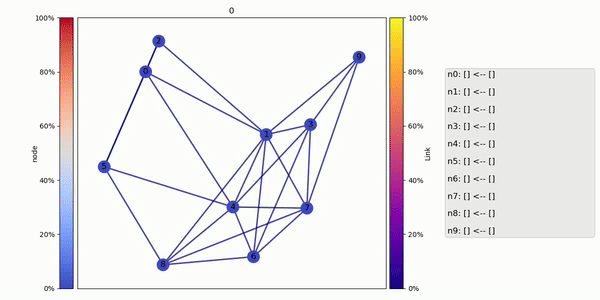 0
100%
80%
60%
40%
20%
0%
node
2
0
9
3
1
5
4
7
6
8
100%
80%
60%
40%
20%
0%
Link
n0: [] <-- []
n1: [] <-- []
n2: [] <-- []
n3: [] <-- []
n4: [] <-- []
n5: [] <-- []
n6: [] <-- []
n7: [] <-- []
n8: [] <-- []
n9: [] <-- []